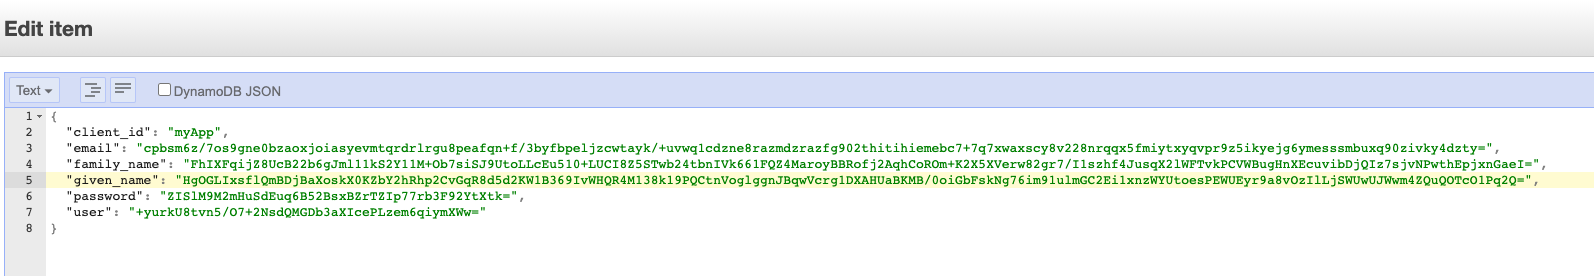 Edit item
Text
DynamoDB JSON
1 {
2 "client_id": "myApp",
3 "email": "cpbsm6z/7os9gne0bzaoxjoiasyevmtqrdrlrgu8peafqn+f/3byfbpeljzcwtayk/+uvwq1cdzne8razmdzrazfg902thitihiemebc7+7q7xwaxscy8v228nrqqx5fmiytxyqvpr9z5ikyejg6ymesssmbuxq90zivky4dzty=",
4 "family_name": "FhIXFqijZ8UcB22b6gJml11kS2Y11M+Ob7siSJ9UtoLLcEu510+LUCI8Z5STwb24tbnIVk661FQZ4MaroyBBRofj2AqhCoROm+K2X5XVerw82gr7/I1szhf4JusqX21WFTvkPCVWBugHnXEcuvibDjQIz7sjvNPwthEpjxnGaeI=",
5 "given_name": "HgOGLIxsflQmBDjBaXoskX0KZbY2hRhp2CvGqR8d5d2KW1B369IvWHQR4M138k19PQCtnVoglggnJBqwVcrg1DXAHUaBKMB/0oiGbFskNg76im91ulmGC2Ei1xnzWYUtoesPEWUEyr9a8vOzIlLjSWUwUJWwm4ZQuQOTcO1Pq2Q=",
6 "password": "ZISlM9M2mHuSdEuq6B52BsxBZrTZIp77rb3F92YtXtk=",
7 "user": "+yurkU8tvn5/O7+2NsdQMGDb3aXIcePLzem6qiymXWw="
8 }